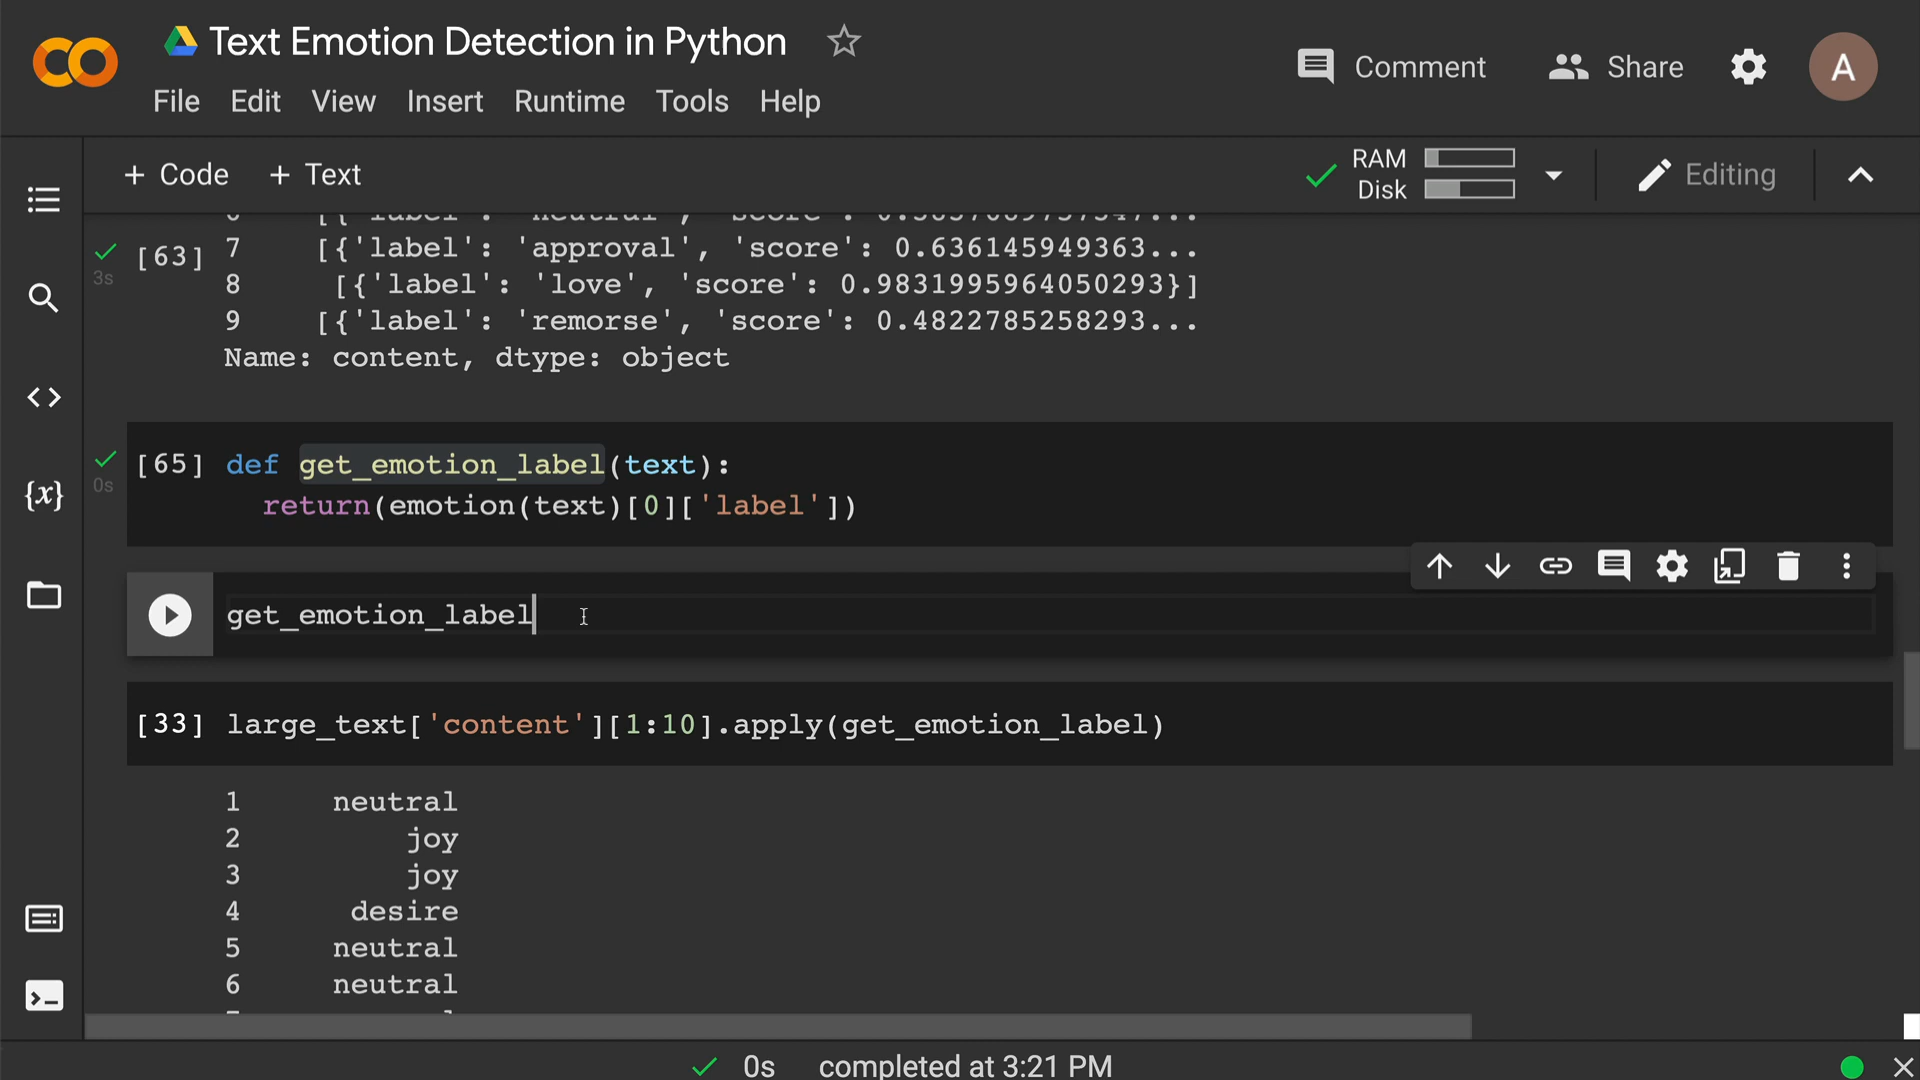 Text Emotion Detection in Python
Comment
Share
A
File Edit View Insert Runtime Tools Help
+ Code + Text
RAM
Disk
Editing
[63]
3s
7 [{'label': 'approval', 'score': 0.636145949363...
8 [{'label': 'love', 'score': 0.9831995964050293}]
9 [{'label': 'remorse', 'score': 0.4822785258293...
Name: content, dtype: object
[65] def get_emotion_label(text):
0s
return(emotion(text)[0]['label'])
{x}
get_emotion_label
[33] large_text['content'][1:10].apply(get_emotion_label)
1 neutral
2 joy
3 joy
4 desire
5 neutral
6 neutral
0s completed at 3:21 PM